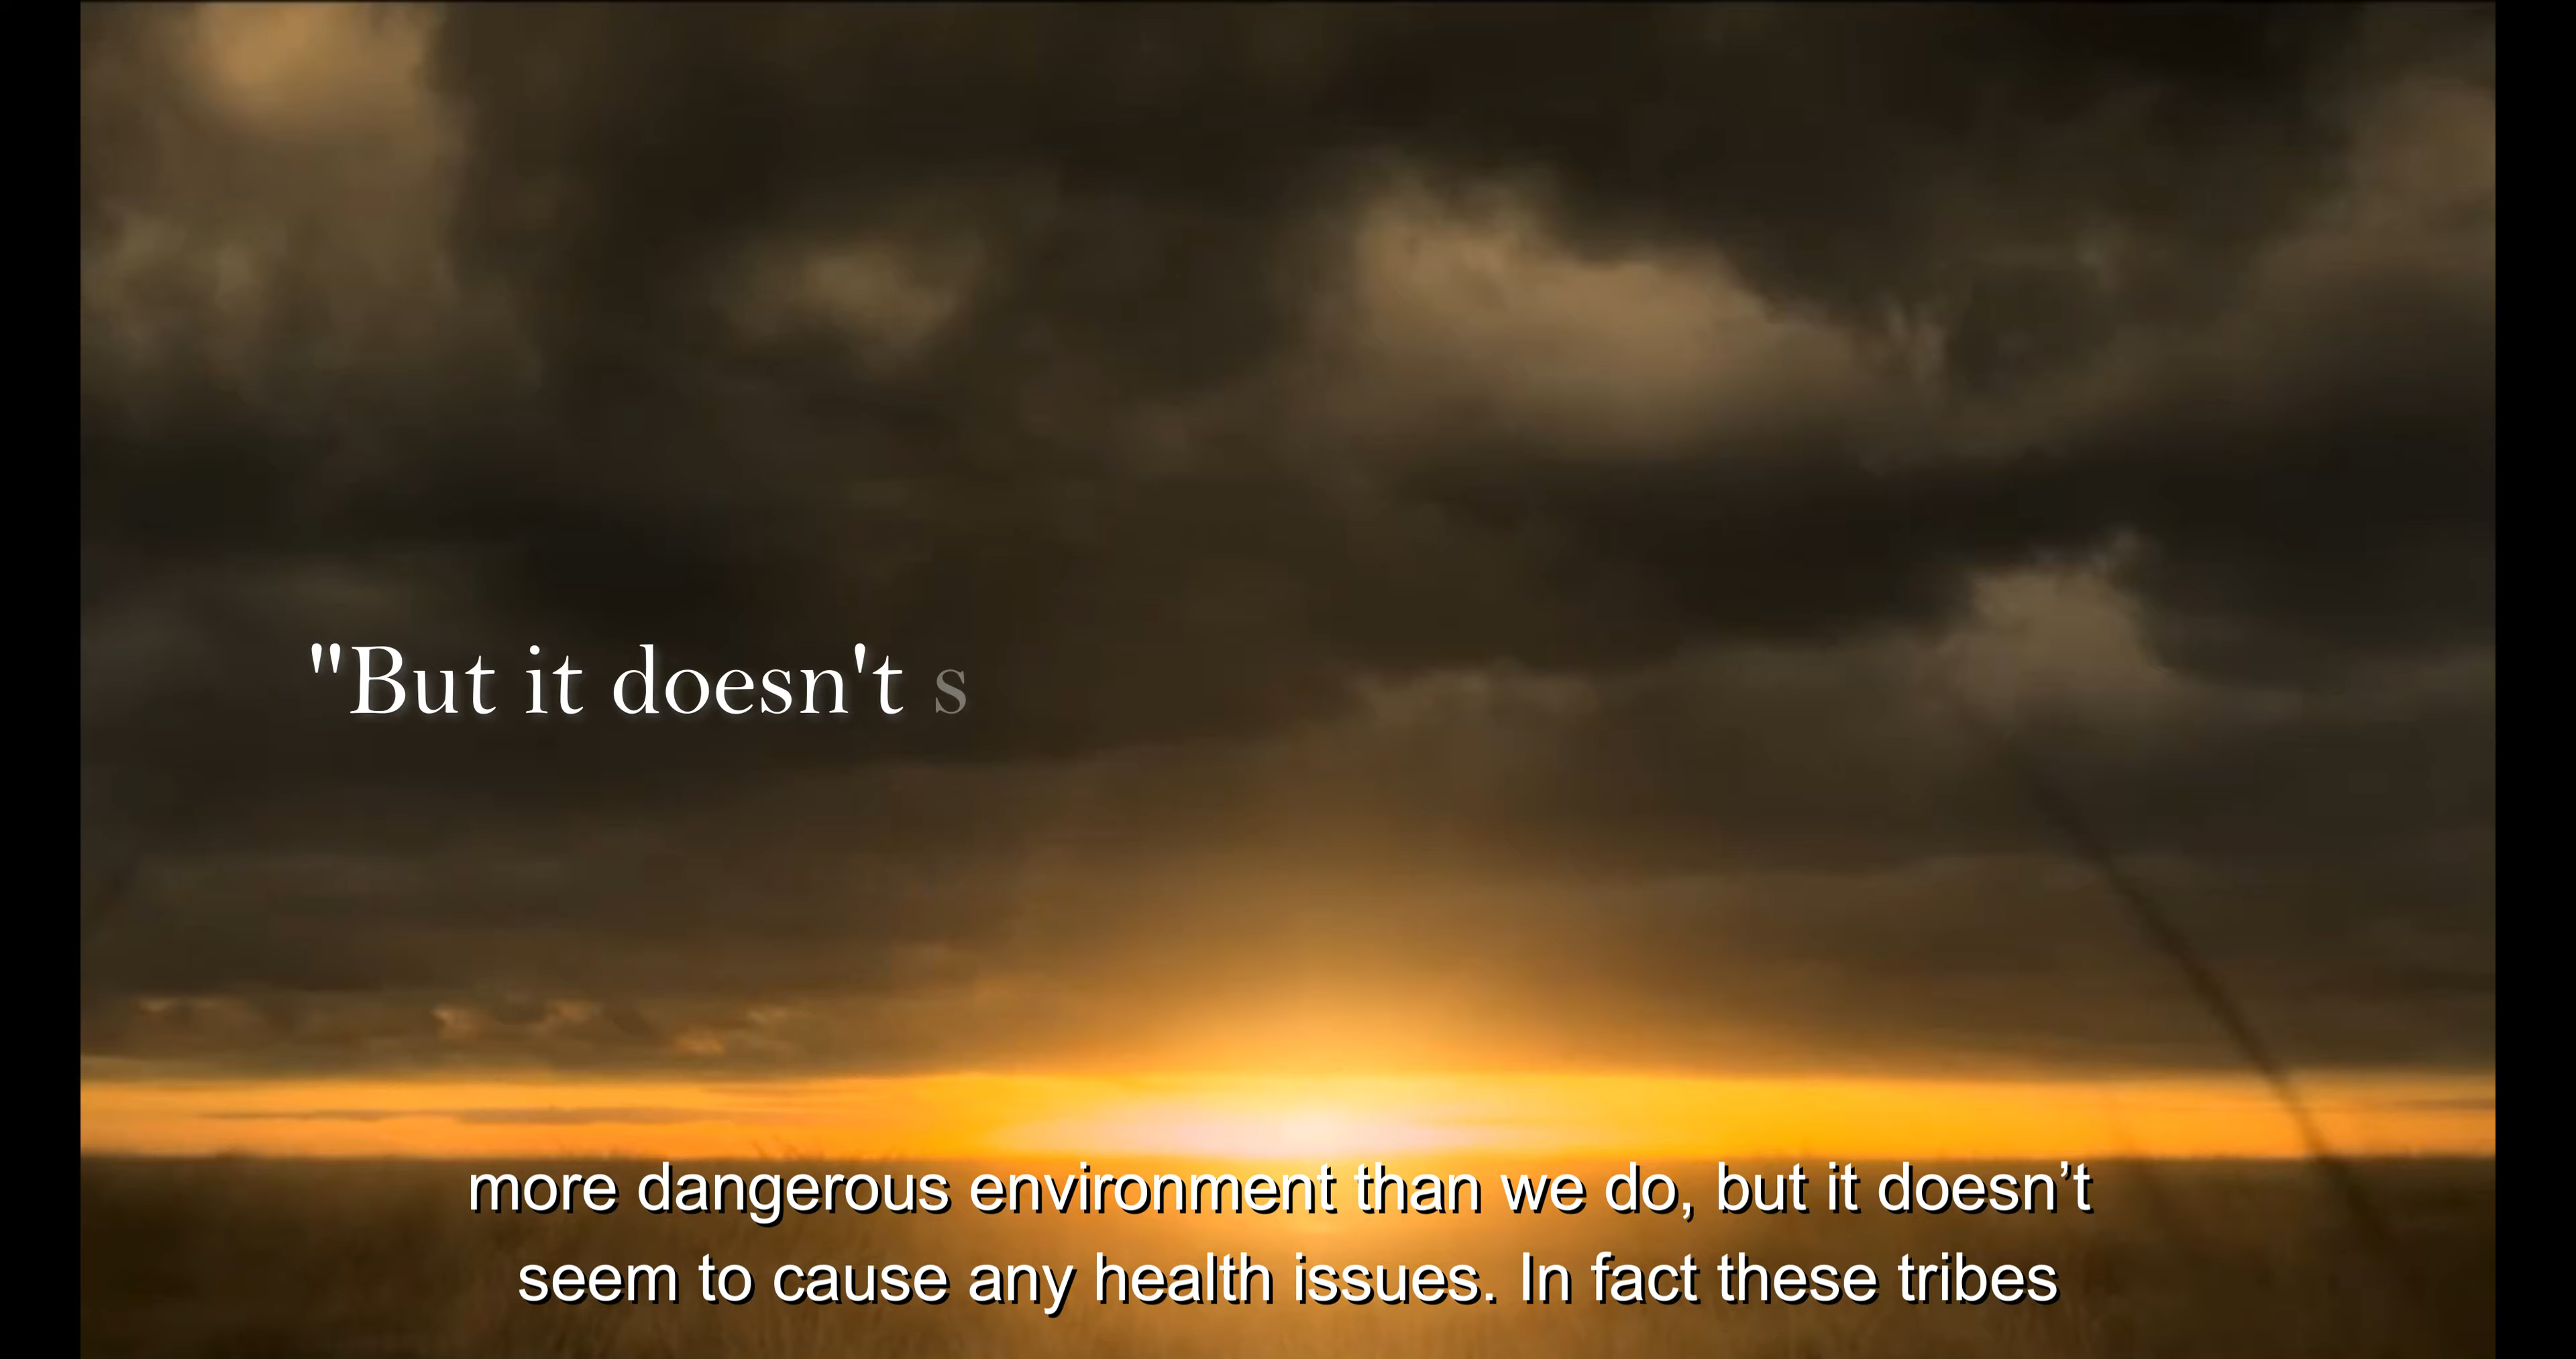 "But it doesn't s
more dangerous environment than we do, but it doesn’t
seem to cause any health issues. In fact these tribes